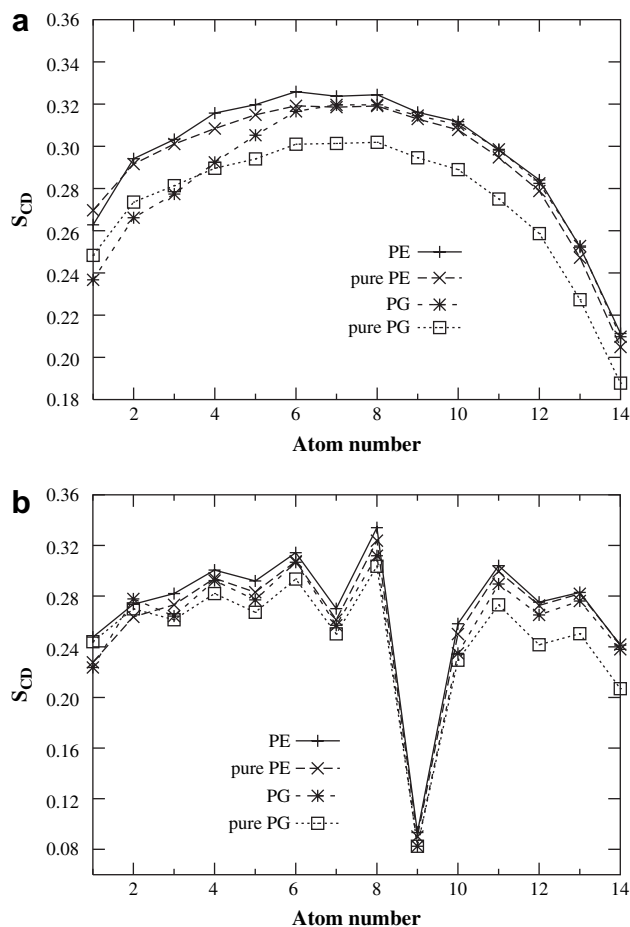 a
0.36
0.34
0.32
0.30
0.28
0.26
0.24
0.22
0.20
0.18
S_CD
PE
pure PE
PG
pure PG
2 4 6 8 10 12 14
Atom number
b
0.36
0.32
0.28
0.24
0.20
0.16
0.12
0.08
S_CD
PE
pure PE
PG
pure PG
2 4 6 8 10 12 14
Atom number